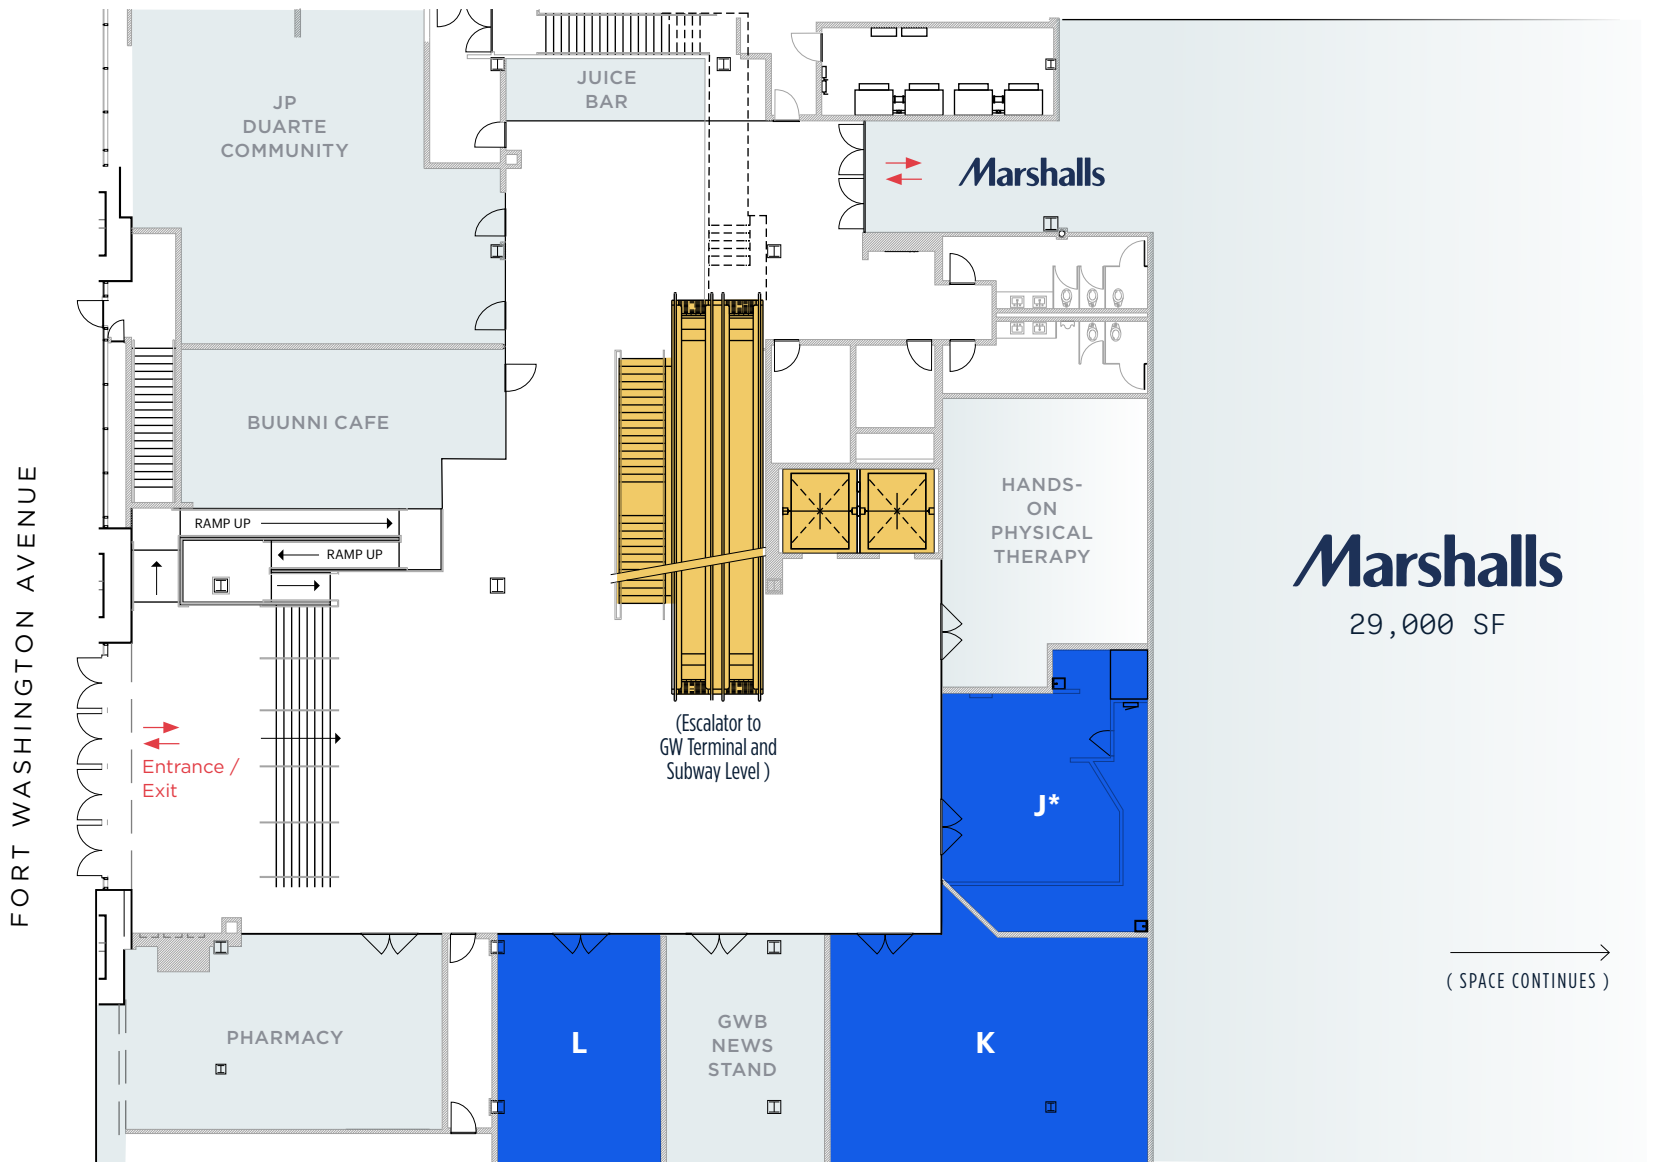 JUICE
BAR
JP
DUARTE
COMMUNITY
Marshalls
BUUNNI CAFE
FORT WASHINGTON AVENUE
RAMP UP
RAMP UP
HANDS-
ON
PHYSICAL
THERAPY
Marshalls
29,000 SF
(Escalator to
GW Terminal and
Subway Level )
Entrance /
Exit
J*
( SPACE CONTINUES )
PHARMACY
L
GWB
NEWS
STAND
K